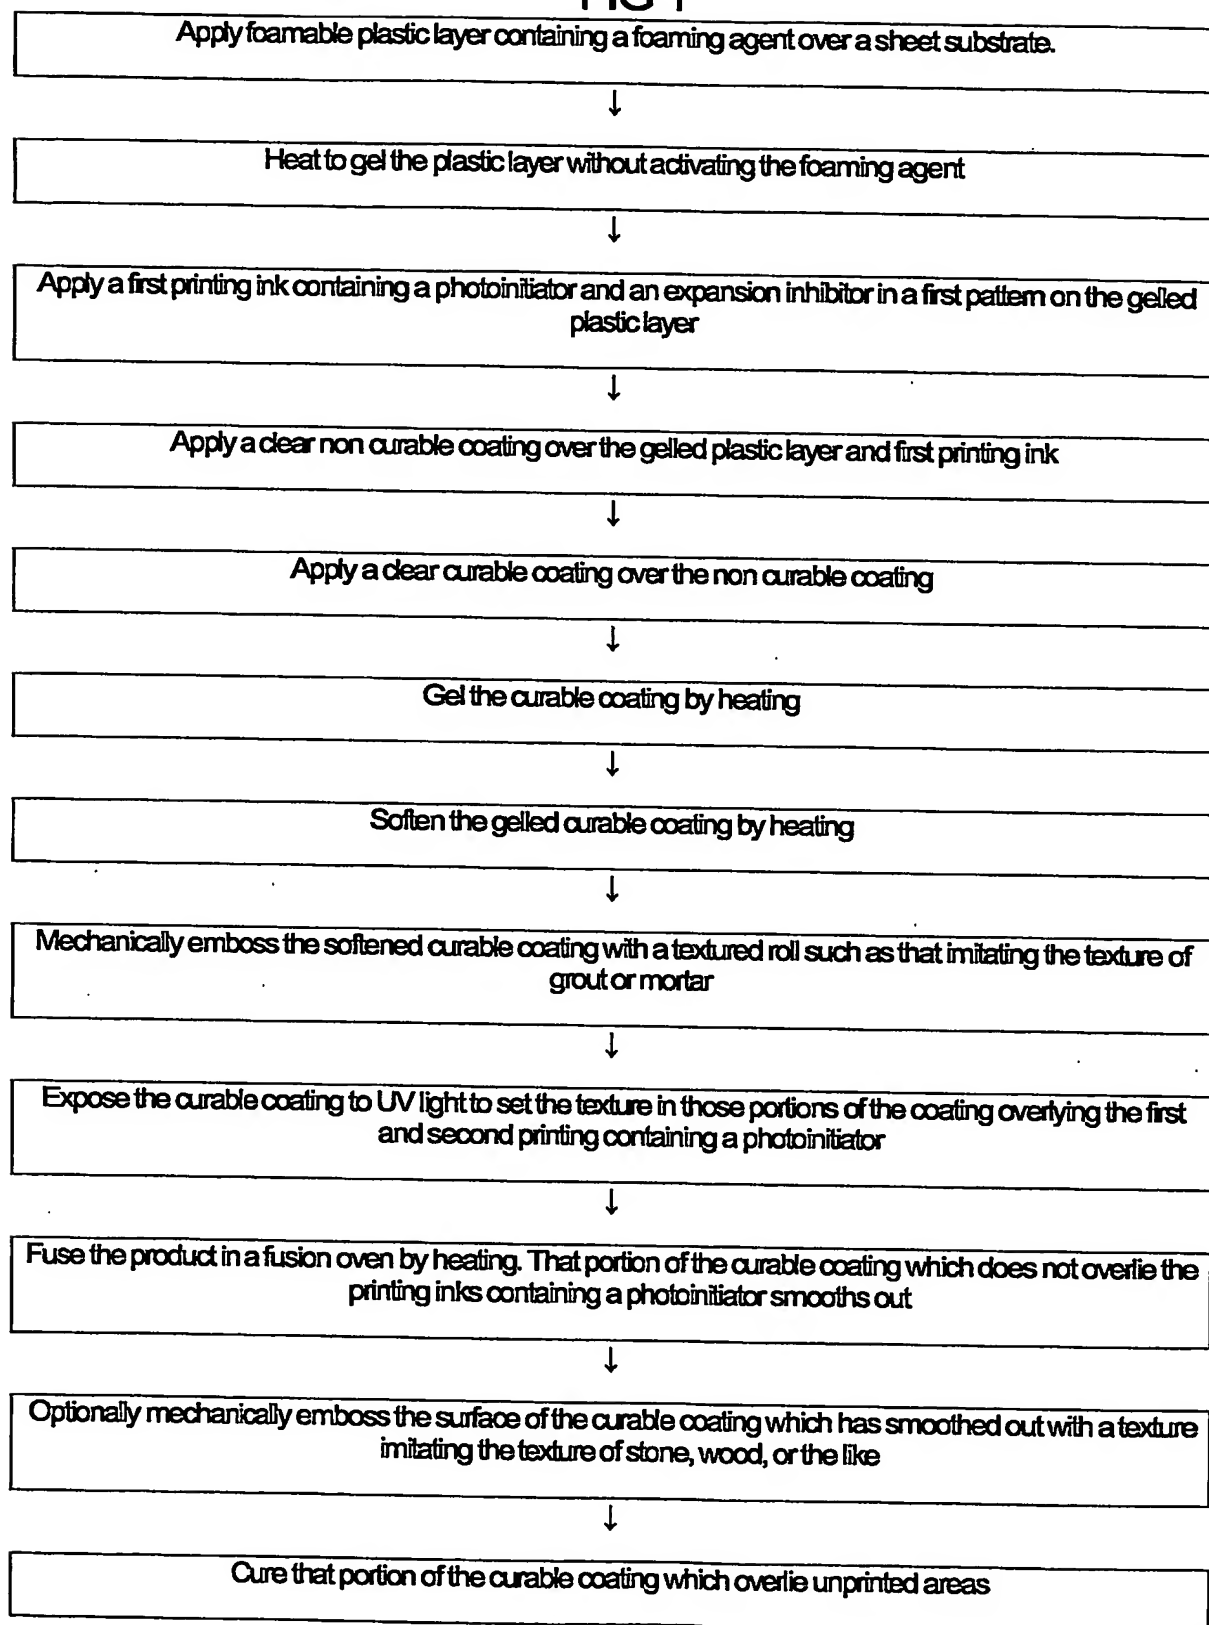 FIG 1
Apply foamable plastic layer containing a foaming agent over a sheet substrate.
↓
Heat to gel the plastic layer without activating the foaming agent
↓
Apply a first printing ink containing a photoinitiator and an expansion inhibitor in a first pattern on the gelled
plastic layer
↓
Apply a clear non curable coating over the gelled plastic layer and first printing ink
↓
Apply a clear curable coating over the non curable coating
↓
Gel the curable coating by heating
↓
Soften the gelled curable coating by heating
↓
Mechanically emboss the softened curable coating with a textured roll such as that imitating the texture of
grout or mortar
↓
Expose the curable coating to UV light to set the texture in those portions of the coating overlying the first
and second printing containing a photoinitiator
↓
Fuse the product in a fusion oven by heating. That portion of the curable coating which does not overlie the
printing inks containing a photoinitiator smooths out
↓
Optionally mechanically emboss the surface of the curable coating which has smoothed out with a texture
imitating the texture of stone, wood, or the like
↓
Cure that portion of the curable coating which overlie unprinted areas